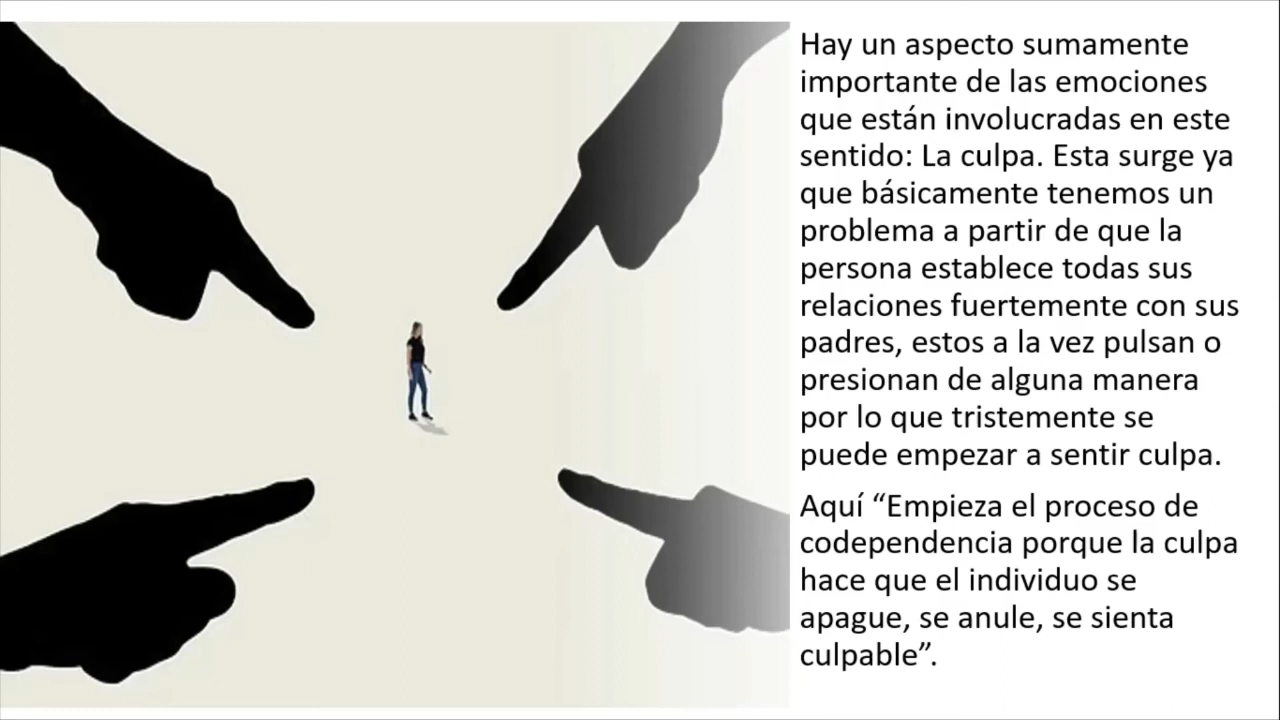 Hay un aspecto sumamente
importante de las emociones
que están involucradas en este
sentido: La culpa. Esta surge ya
que básicamente tenemos un
problema a partir de que la
persona establece todas sus
relaciones fuertemente con sus
padres, estos a la vez pulsan o
presionan de alguna manera
por lo que tristemente se
puede empezar a sentir culpa.
Aquí “Empieza el proceso de
codependencia porque la culpa
hace que el individuo se
apague, se anule, se sienta
culpable”.